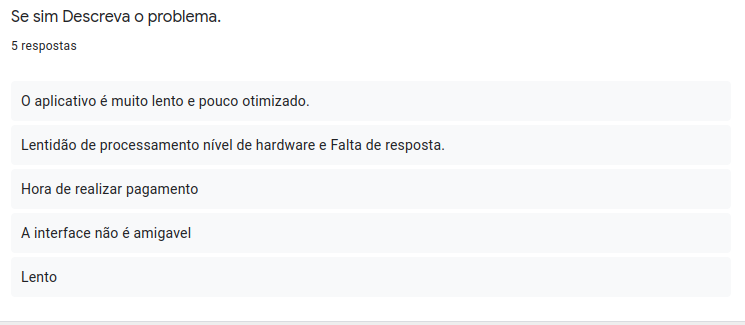 Se sim Descreva o problema.
5 respostas
O aplicativo é muito lento e pouco otimizado.
Lentidão de processamento nível de hardware e Falta de resposta.
Hora de realizar pagamento
A interface não é amigavel
Lento